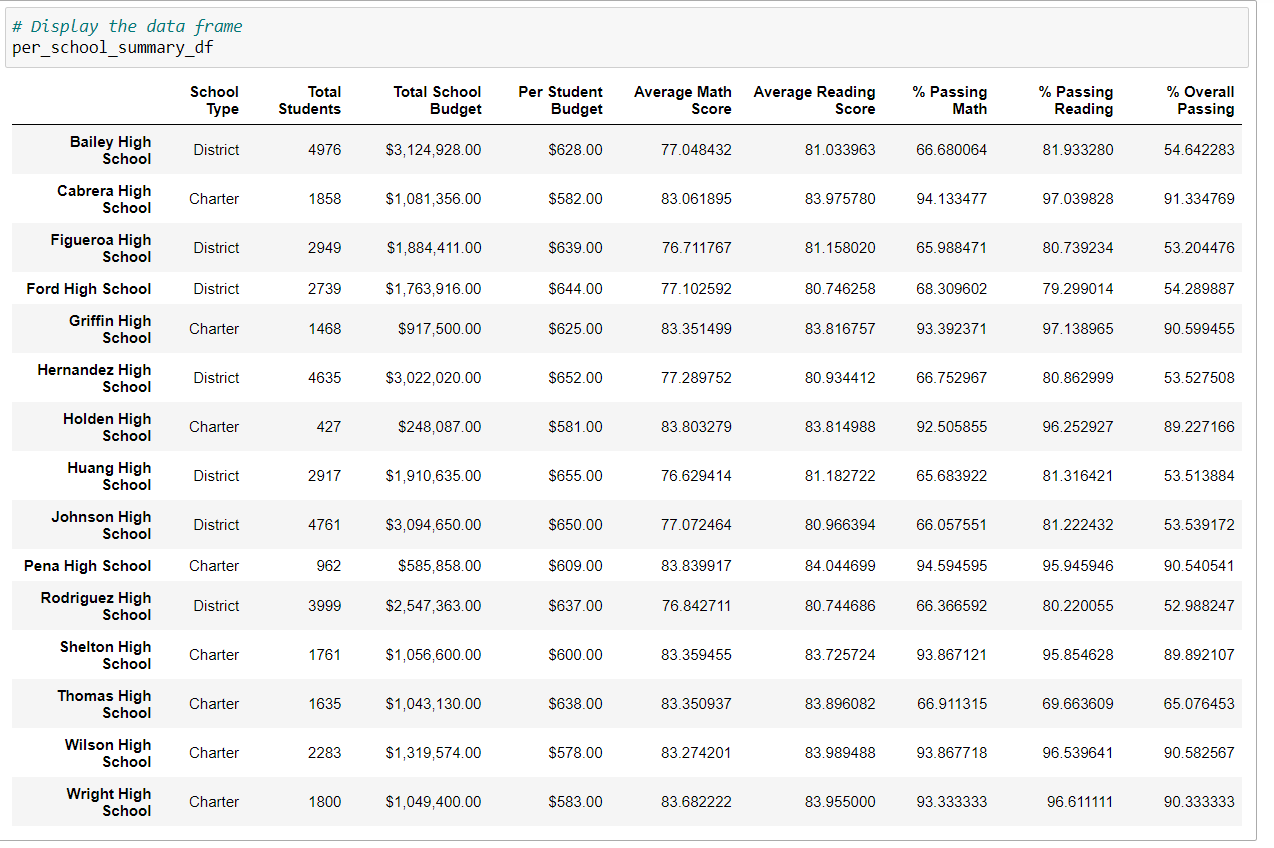 # Display the data frame
per_school_summary_df
School Type Total Students Total School Budget Per Student Budget Average Math Score Average Reading Score % Passing Math % Passing Reading % Overall Passing
Bailey High School District 4976 $3,124,928.00 $628.00 77.048432 81.033963 66.680064 81.933280 54.642283
Cabrera High School Charter 1858 $1,081,356.00 $582.00 83.061895 83.975780 94.133477 97.039828 91.334769
Figueroa High School District 2949 $1,884,411.00 $639.00 76.711767 81.158020 65.988471 80.739234 53.204476
Ford High School District 2739 $1,763,916.00 $644.00 77.102592 80.746258 68.309602 79.299014 54.289887
Griffin High School Charter 1468 $917,500.00 $625.00 83.351499 83.816757 93.392371 97.138965 90.599455
Hernandez High School District 4635 $3,022,020.00 $652.00 77.289752 80.934412 66.752967 80.862999 53.527508
Holden High School Charter 427 $248,087.00 $581.00 83.803279 83.814988 92.505855 96.252927 89.227166
Huang High School District 2917 $1,910,635.00 $655.00 76.629414 81.182722 65.683922 81.316421 53.513884
Johnson High School District 4761 $3,094,650.00 $650.00 77.072464 80.966394 66.057551 81.222432 53.539172
Pena High School Charter 962 $585,858.00 $609.00 83.839917 84.044699 94.594595 95.945946 90.540541
Rodriguez High School District 3999 $2,547,363.00 $637.00 76.842711 80.744686 66.366592 80.220055 52.988247
Shelton High School Charter 1761 $1,056,600.00 $600.00 83.359455 83.725724 93.867121 95.854628 89.892107
Thomas High School Charter 1635 $1,043,130.00 $638.00 83.350937 83.896082 66.911315 69.663609 65.076453
Wilson High School Charter 2283 $1,319,574.00 $578.00 83.274201 83.989488 93.867718 96.539641 90.582567
Wright High School Charter 1800 $1,049,400.00 $583.00 83.682222 83.955000 93.333333 96.611111 90.333333